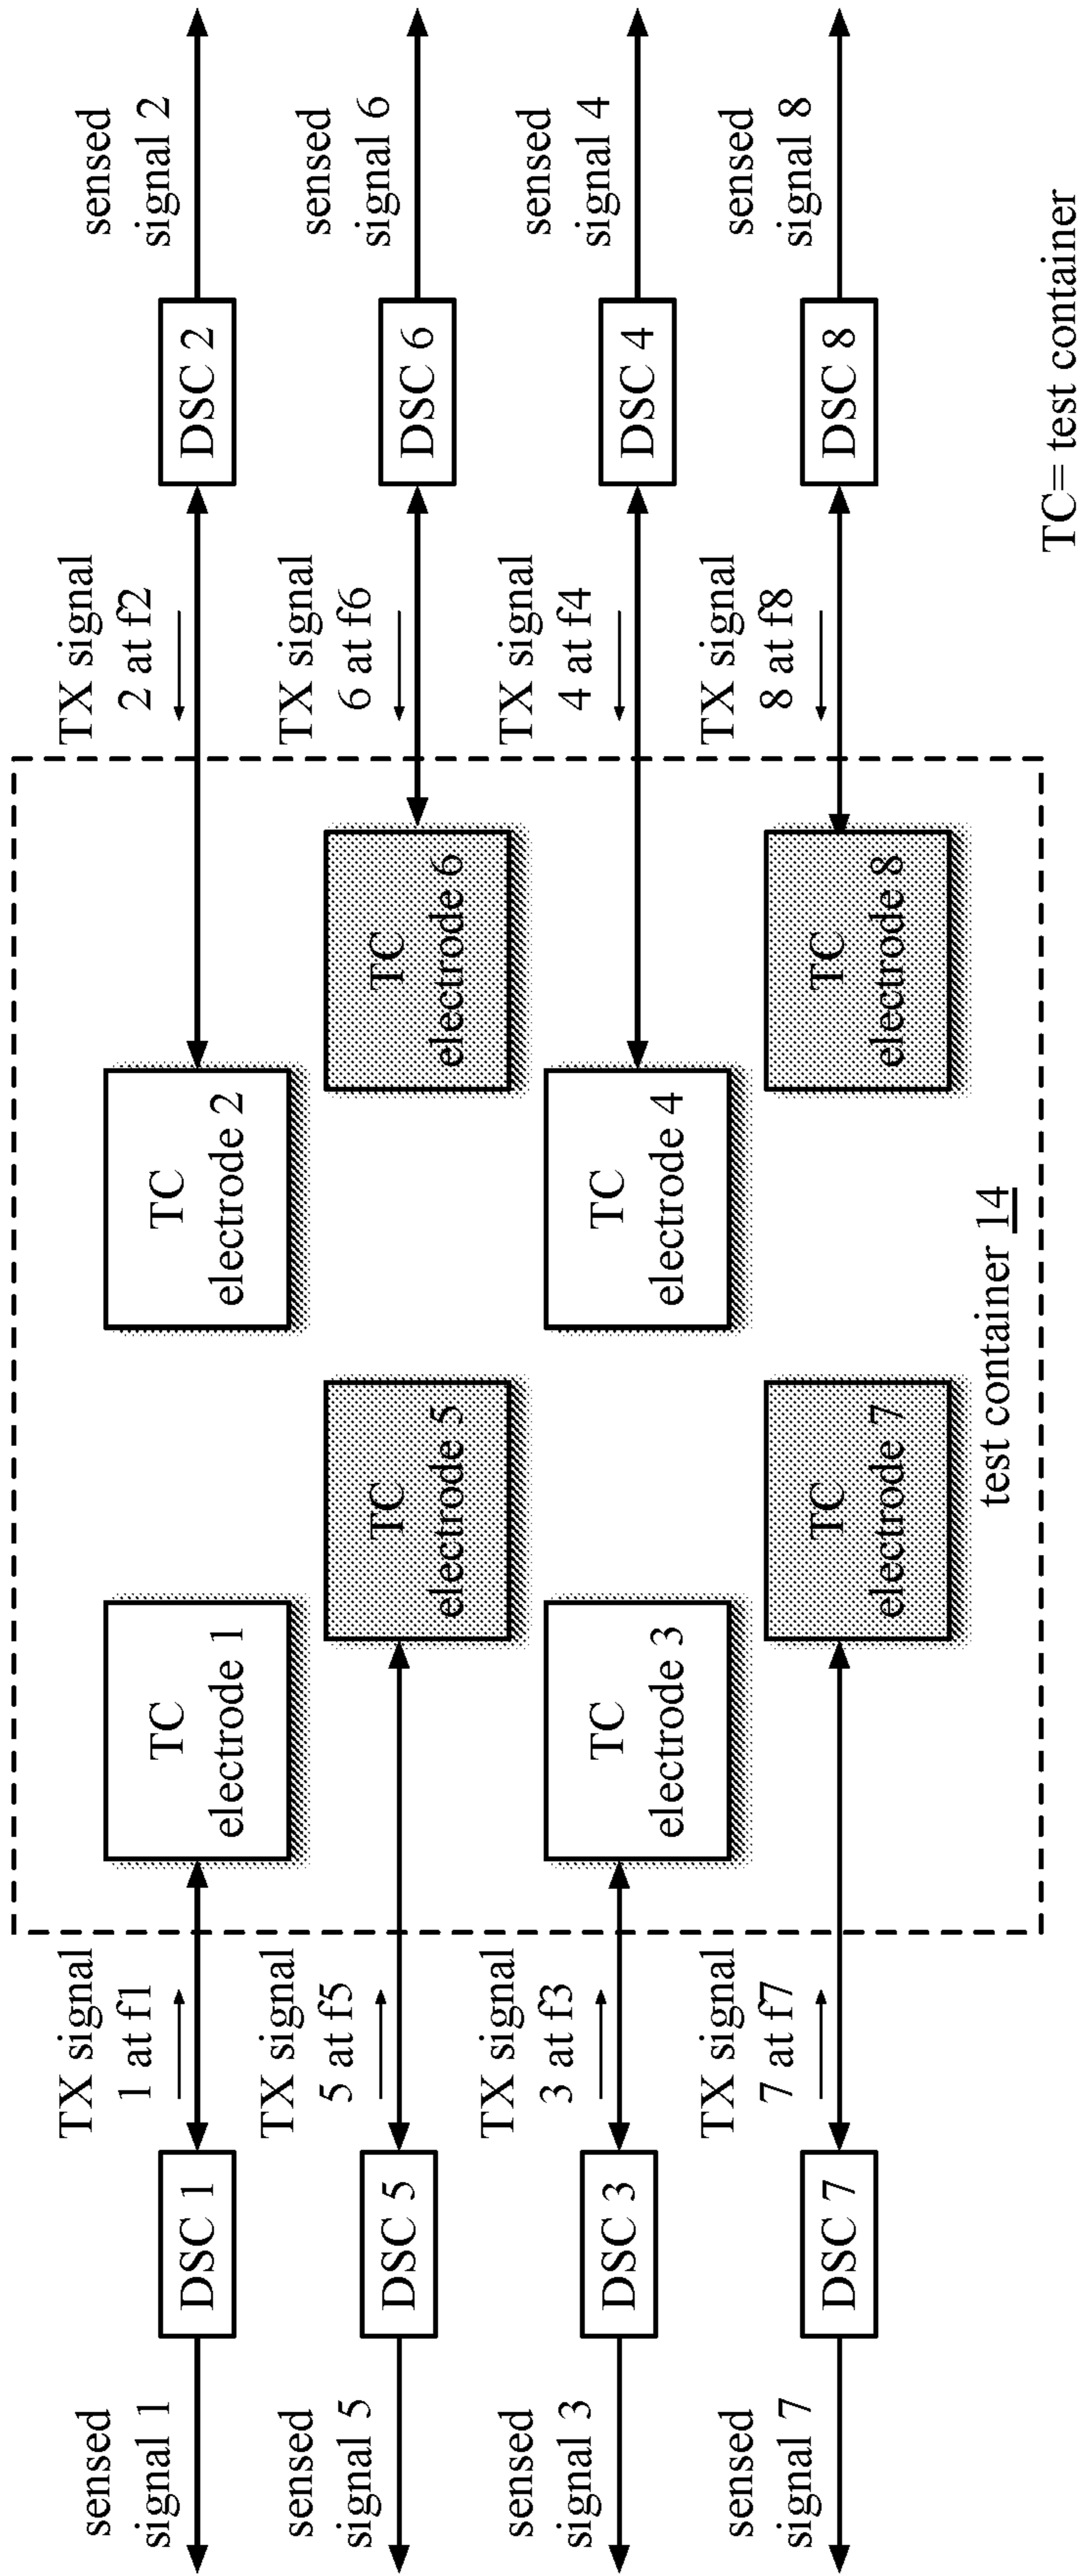 sensed
signal 1
DSC 1
TX signal
1 at f1
TC
electrode 1
TC
electrode 2
TX signal
2 at f2
DSC 2
sensed
signal 2
sensed
signal 5
DSC 5
TX signal
5 at f5
TC
electrode 5
TC
electrode 6
TX signal
6 at f6
DSC 6
sensed
signal 6
sensed
signal 3
DSC 3
TX signal
3 at f3
TC
electrode 3
TC
electrode 4
TX signal
4 at f4
DSC 4
sensed
signal 4
sensed
signal 7
DSC 7
TX signal
7 at f7
TC
electrode 7
TC
electrode 8
TX signal
8 at f8
DSC 8
sensed
signal 8
test container 14
TC= test container